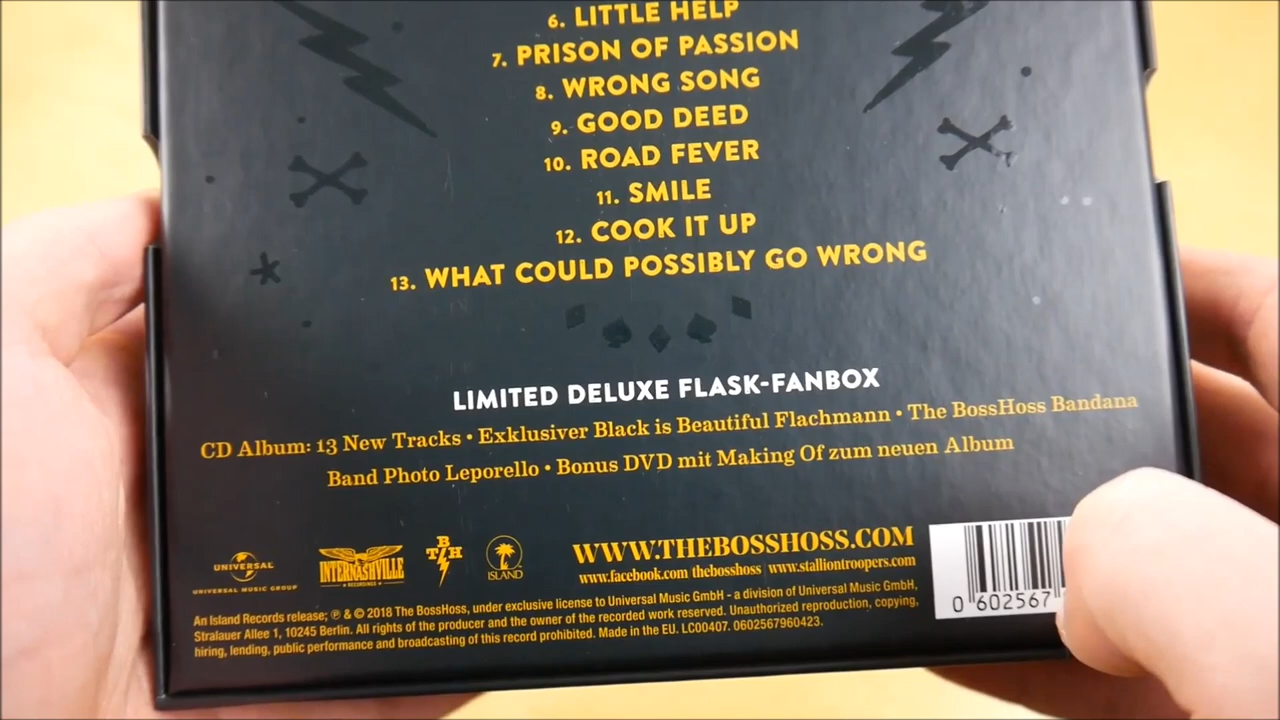 6. LITTLE HELP
7. PRISON OF PASSION
8. WRONG SONG
9. GOOD DEED
10. ROAD FEVER
11. SMILE
12. COOK IT UP
13. WHAT COULD POSSIBLY GO WRONG
LIMITED DELUXE FLASK-FANBOX
CD Album: 13 New Tracks • Exklusiver Black is Beautiful Flachmann • The BossHoss Bandana
Band Photo Leporello • Bonus DVD mit Making Of zum neuen Album
UNIVERSAL
UNIVERSAL MUSIC GROUP
INTERNASHVILLE
RECORDINGS
B
T H
ISLAND
WWW.THEBOSSHOSS.COM
www.facebook.com thebosshoss www.stalliontroopers.com
An Island Records release; ℗ & © 2018 The BossHoss, under exclusive license to Universal Music GmbH - a division of Universal Music GmbH,
Stralauer Allee 1, 10245 Berlin. All rights of the producer and the owner of the recorded work reserved. Unauthorized reproduction, copying,
hiring, lending, public performance and broadcasting of this record prohibited. Made in the EU. LC00407. 0602567960423.
0 602567